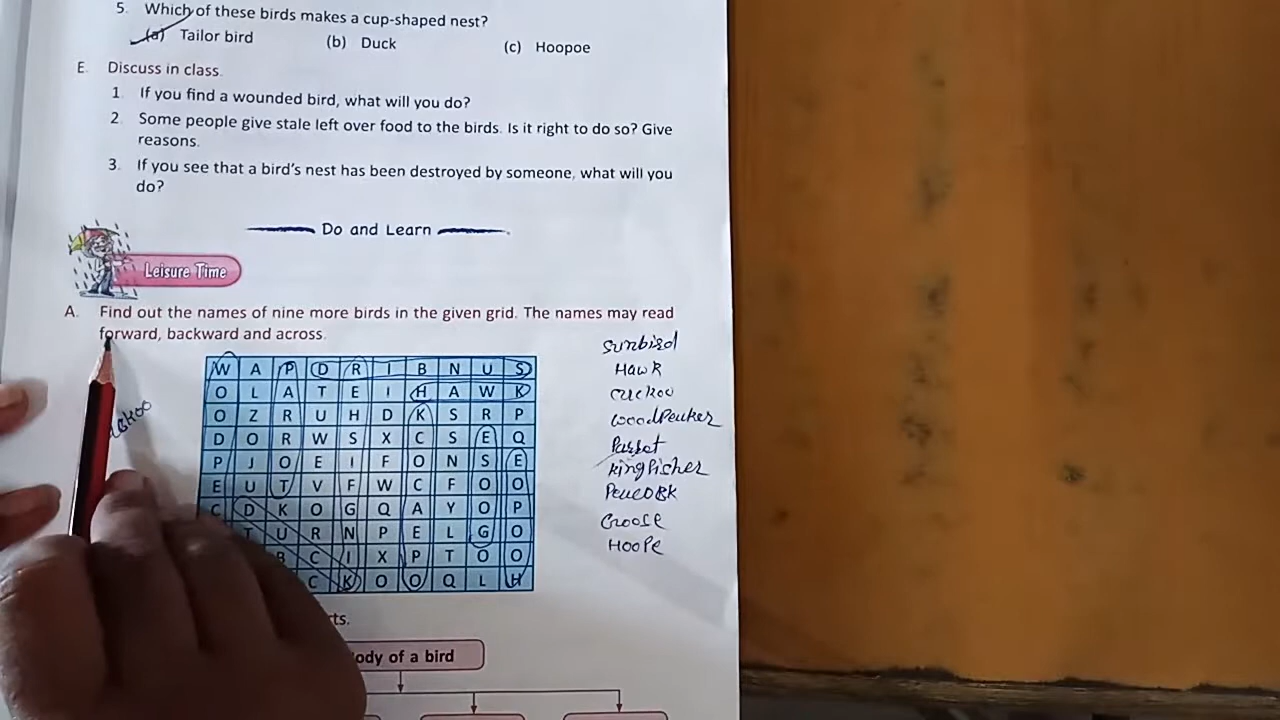 5. Which of these birds makes a cup-shaped nest?
(a) Tailor bird (b) Duck (c) Hoopoe
E. Discuss in class.
1. If you find a wounded bird, what will you do?
2. Some people give stale left over food to the birds. Is it right to do so? Give
reasons.
3. If you see that a bird's nest has been destroyed by someone, what will you
do?
Do and Learn
Leisure Time
A. Find out the names of nine more birds in the given grid. The names may read
forward, backward and across.
W A P D R I B N U S
O L A T E I H A W K
O Z R U H D K S R P
D O R W S X C S E Q
P J O E I F O N S E
E U T V F W C F O O
C D K O G Q A Y O P
T U R N P E L G O
B C I X P T O O
C K O O Q L H
Sunbird
Hawk
cuckoo
woodPeuker
Parrot
kingfisher
PeucoBk
Goose
HooPe
ody of a bird